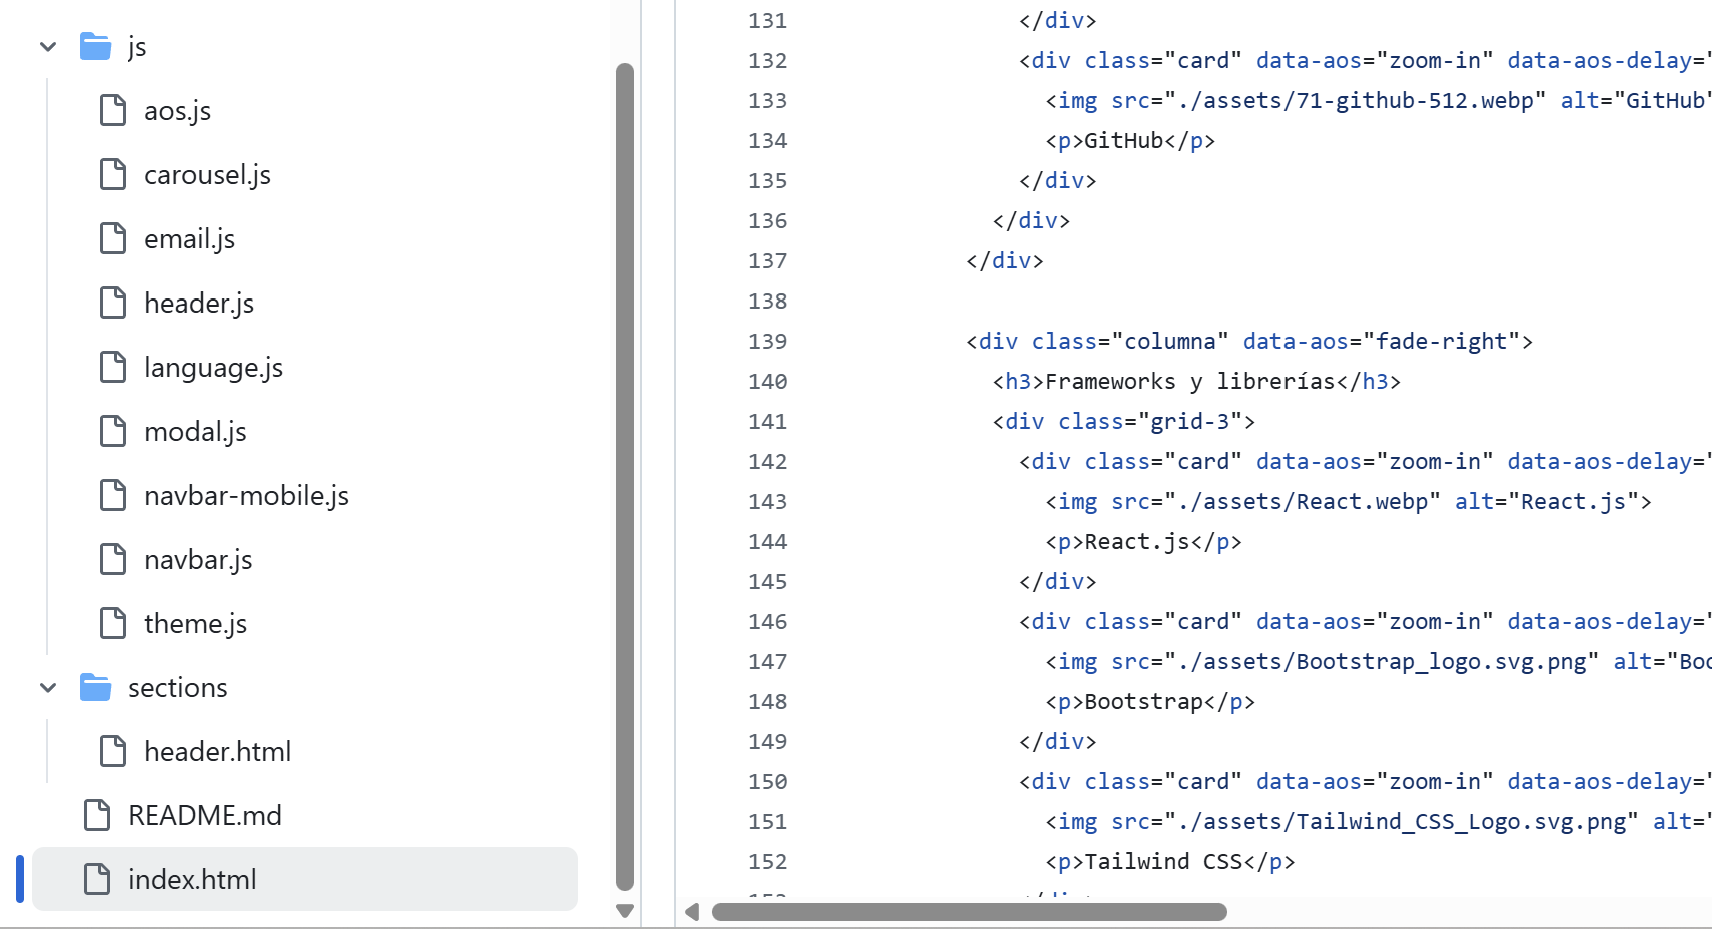 js
aos.js
carousel.js
email.js
header.js
language.js
modal.js
navbar-mobile.js
navbar.js
theme.js
sections
header.html
README.md
index.html
131 </div>
132 <div class="card" data-aos="zoom-in" data-aos-delay="
133 <img src="./assets/71-github-512.webp" alt="GitHub"
134 <p>GitHub</p>
135 </div>
136 </div>
137 </div>
138
139 <div class="columna" data-aos="fade-right">
140 <h3>Frameworks y librerías</h3>
141 <div class="grid-3">
142 <div class="card" data-aos="zoom-in" data-aos-delay="
143 <img src="./assets/React.webp" alt="React.js">
144 <p>React.js</p>
145 </div>
146 <div class="card" data-aos="zoom-in" data-aos-delay="
147 <img src="./assets/Bootstrap_logo.svg.png" alt="Boo
148 <p>Bootstrap</p>
149 </div>
150 <div class="card" data-aos="zoom-in" data-aos-delay="
151 <img src="./assets/Tailwind_CSS_Logo.svg.png" alt="
152 <p>Tailwind CSS</p>